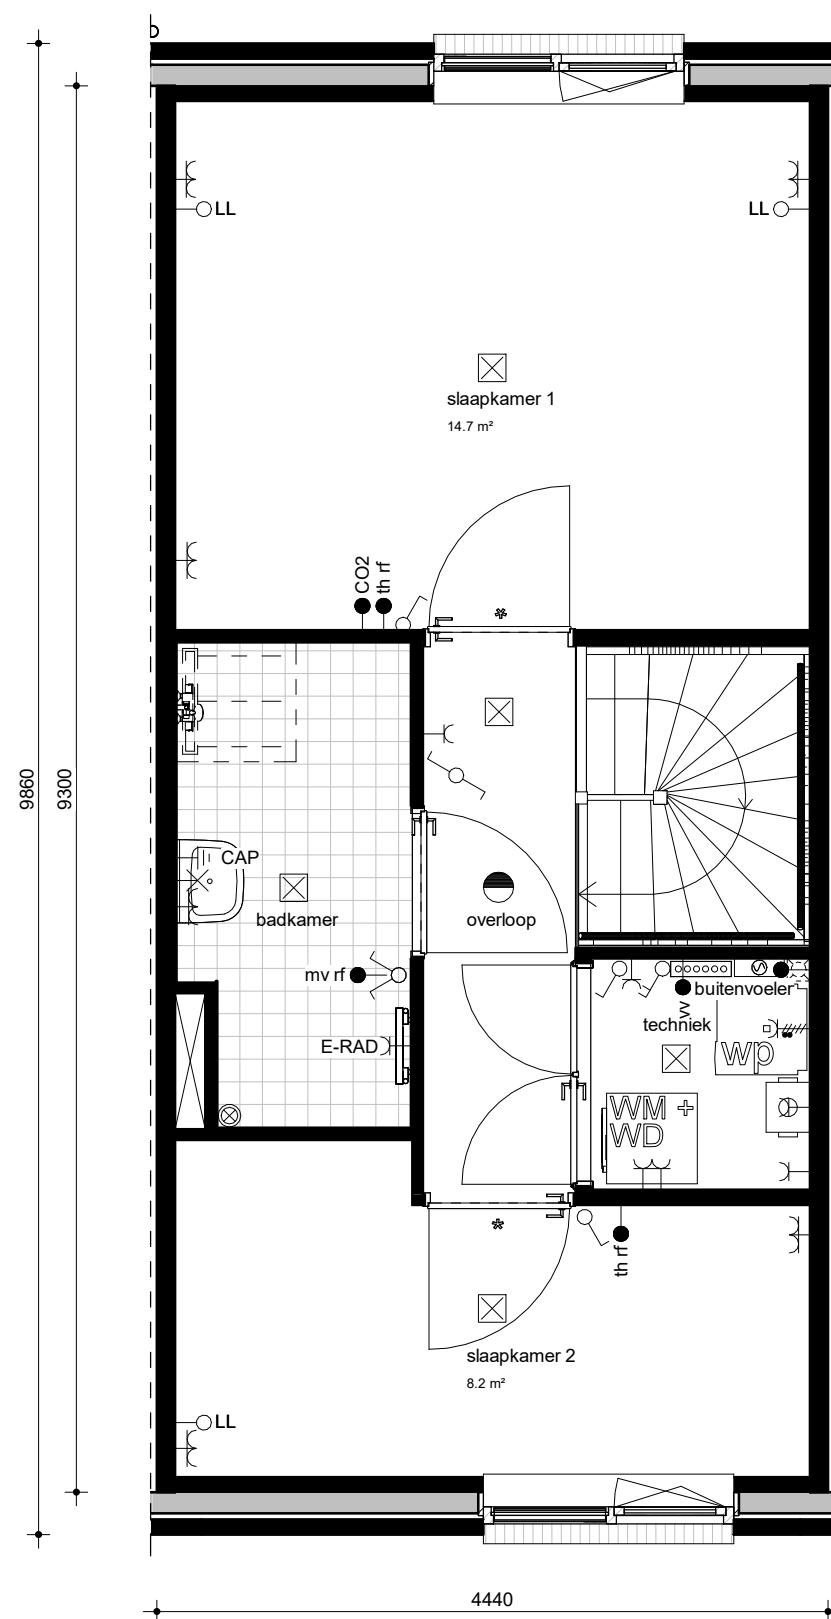 LL
LL
slaapkamer 1
14.7 m²
CO2
th rf
*
9860
9300
CAP
badkamer
overloop
mv rf
buitenvoeler
vv
techniek
E-RAD
wp
WM +
WD
*
th rf
slaapkamer 2
8.2 m²
LL
4440